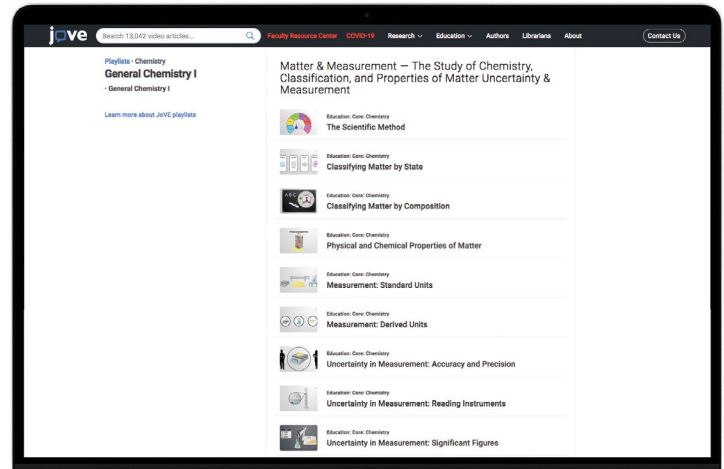 jove
Search 13,042 video articles...
Faculty Resource Center COVID-19 Research Education Authors Librarians About
Contact Us
Playlists · Chemistry
General Chemistry I
· General Chemistry I
Learn more about JoVE playlists
Matter & Measurement — The Study of Chemistry,
Classification, and Properties of Matter Uncertainty &
Measurement
Education: Core: Chemistry
The Scientific Method
Education: Core: Chemistry
Classifying Matter by State
ABC
Education: Core: Chemistry
Classifying Matter by Composition
Education: Core: Chemistry
Physical and Chemical Properties of Matter
Education: Core: Chemistry
Measurement: Standard Units
Education: Core: Chemistry
Measurement: Derived Units
Education: Core: Chemistry
Uncertainty in Measurement: Accuracy and Precision
Education: Core: Chemistry
Uncertainty in Measurement: Reading Instruments
Education: Core: Chemistry
Uncertainty in Measurement: Significant Figures